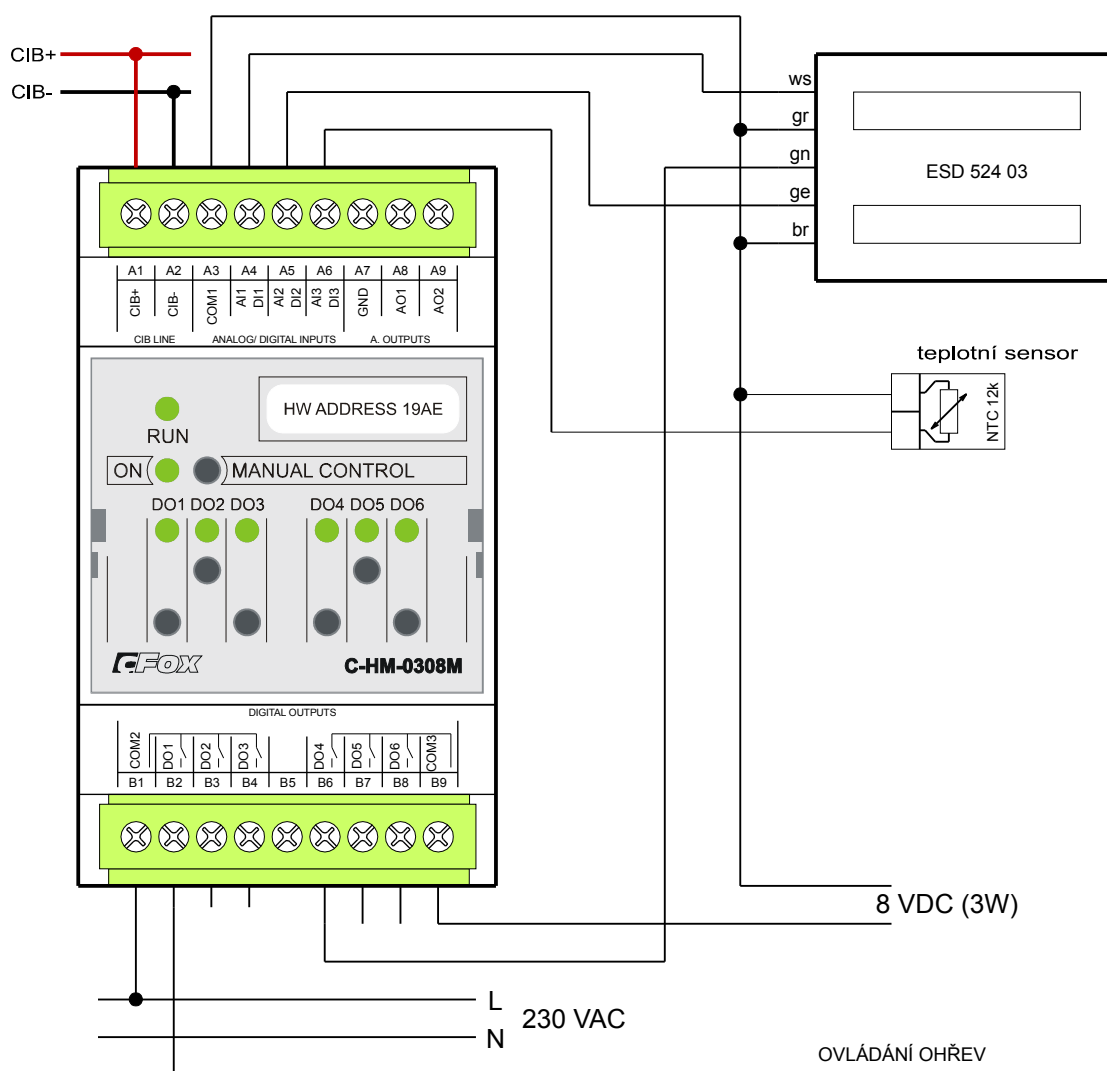 CIB+
CIB-
ws
gr
gn
ge
br
ESD 524 03
A1 A2 A3 A4 A5 A6 A7 A8 A9
CIB+
CIB-
COM1
AI1
DI1
AI2
DI2
AI3
DI3
GND
AO1
AO2
CIB LINE ANALOG/ DIGITAL INPUTS A. OUTPUTS
teplotní sensor
NTC 12k
HW ADDRESS 19AE
RUN
ON MANUAL CONTROL
DO1 DO2 DO3 DO4 DO5 DO6
CFOX C-HM-0308M
DIGITAL OUTPUTS
COM2
DO1
DO2
DO3
DO4
DO5
DO6
COM3
B1 B2 B3 B4 B5 B6 B7 B8 B9
8 VDC (3W)
L
230 VAC
N
OVLÁDÁNÍ OHŘEV